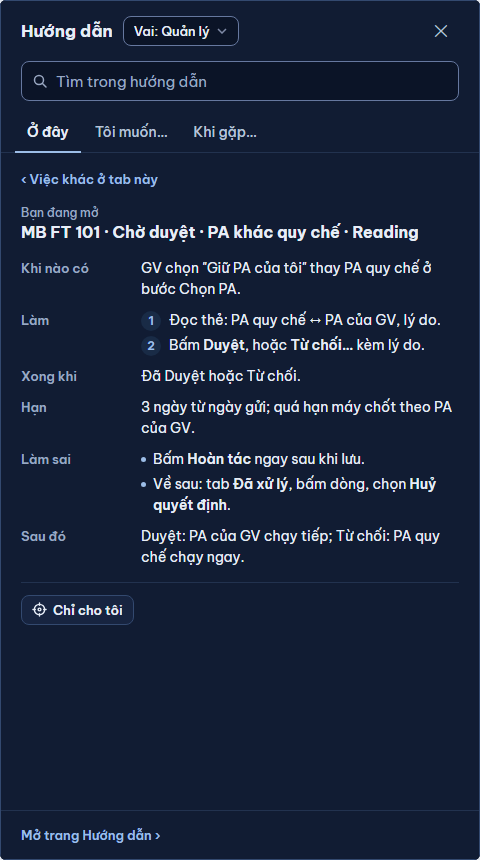 Hướng dẫn
Vai: Quản lý
Tìm trong hướng dẫn
Ở đây
Tôi muốn...
Khi gặp...
‹ Việc khác ở tab này
Bạn đang mở
MB FT 101 · Chờ duyệt · PA khác quy chế · Reading
Khi nào có
GV chọn "Giữ PA của tôi" thay PA quy chế ở
bước Chọn PA.
Làm
1 Đọc thẻ: PA quy chế ↔ PA của GV, lý do.
2 Bấm Duyệt, hoặc Từ chối... kèm lý do.
Xong khi
Đã Duyệt hoặc Từ chối.
Hạn
3 ngày từ ngày gửi; quá hạn máy chốt theo PA
của GV.
Làm sai
• Bấm Hoàn tác ngay sau khi lưu.
• Về sau: tab Đã xử lý, bấm dòng, chọn Huỷ
quyết định.
Sau đó
Duyệt: PA của GV chạy tiếp; Từ chối: PA quy
chế chạy ngay.
Chỉ cho tôi
Mở trang Hướng dẫn ›